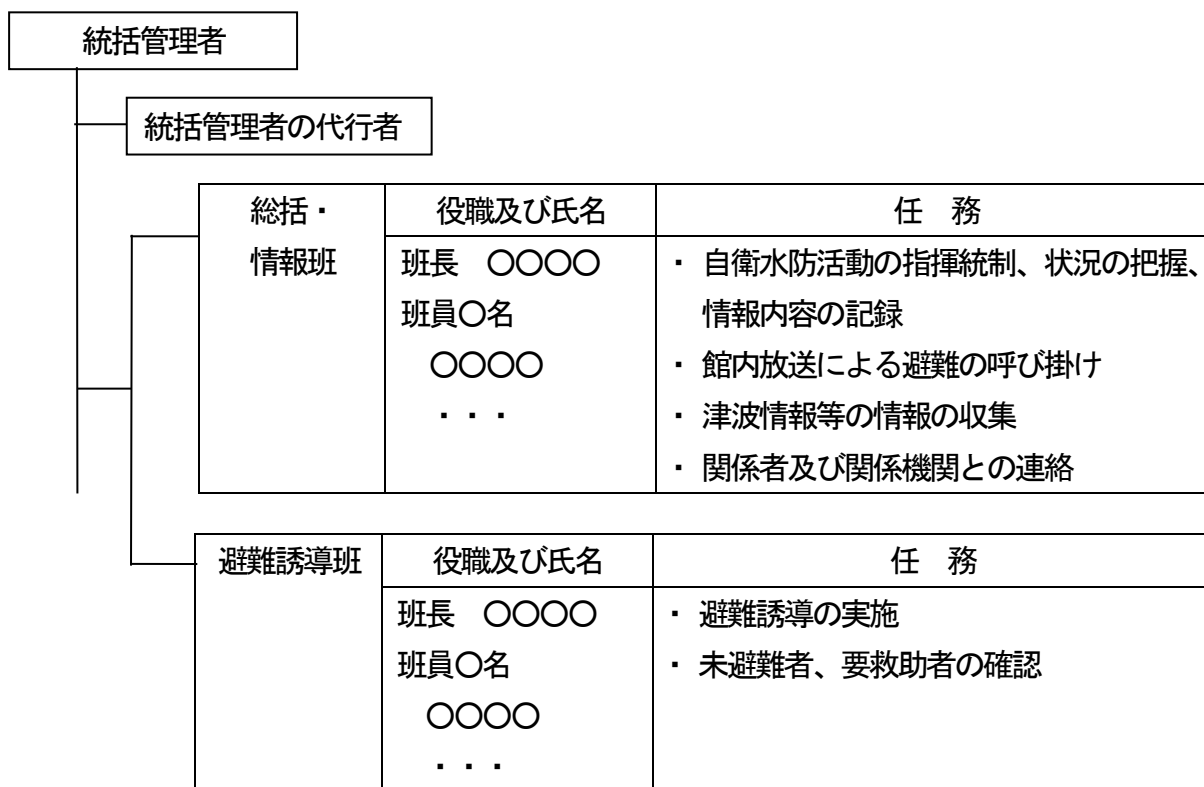 統括管理者
統括管理者の代行者
総括・
情報班
役職及び氏名
任　務
班長　〇〇〇〇
班員〇名
〇〇〇〇
・・・
・ 自衛水防活動の指揮統制、状況の把握、
情報内容の記録
・ 館内放送による避難の呼び掛け
・ 津波情報等の情報の収集
・ 関係者及び関係機関との連絡
避難誘導班
役職及び氏名
任　務
班長　〇〇〇〇
班員〇名
〇〇〇〇
・・・
・ 避難誘導の実施
・ 未避難者、要救助者の確認